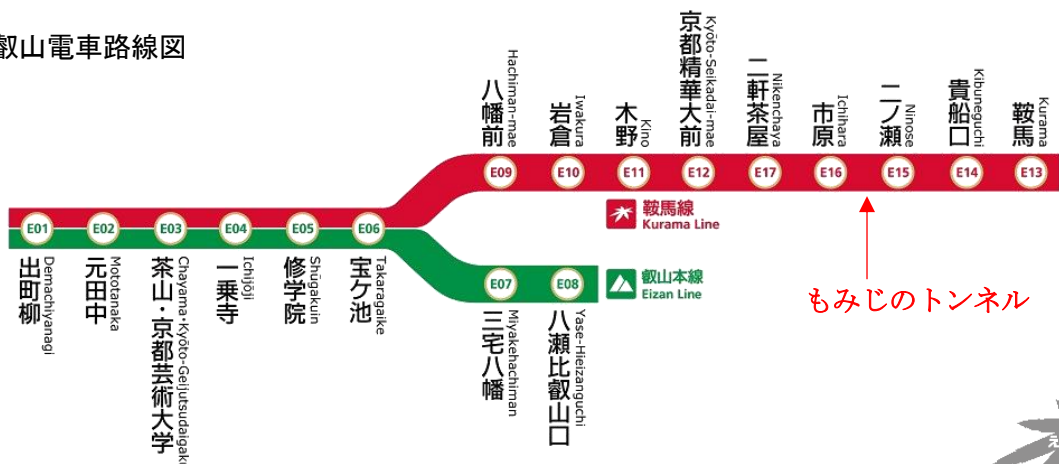 叡山電車路線図
Hachiman-mae
八幡前
Iwakura
岩倉
Kino
木野
Kyōto-Seikadai-mae
京都精華大前
Nikenchaya
二軒茶屋
Ichihara
市原
Ninose
二ノ瀬
Kibuneguchi
貴船口
Kurama
鞍馬
E09
E10
E11
E12
E17
E16
E15
E14
E13
鞍馬線
Kurama Line
もみじのトンネル
E01
E02
E03
E04
E05
E06
Demachiyanagi
出町柳
Mototanaka
元田中
Chayama・Kyōto-Geijutsudaigaku
茶山・京都芸術大学
Ichijōji
一乗寺
Shūgakuin
修学院
Takaragaike
宝ケ池
E07
E08
叡山本線
Eizan Line
Miyakehachiman
三宅八幡
Yase-Hieizanguchi
八瀬比叡山口
え